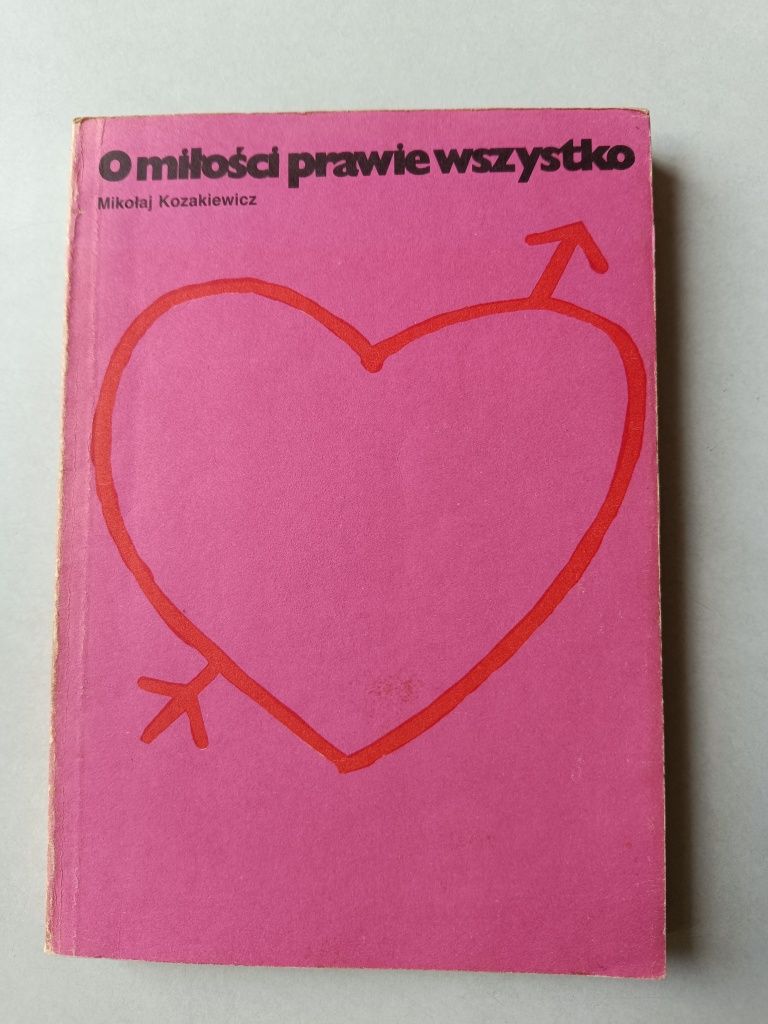 O miłości prawie wszystko
Mikołaj Kozakiewicz